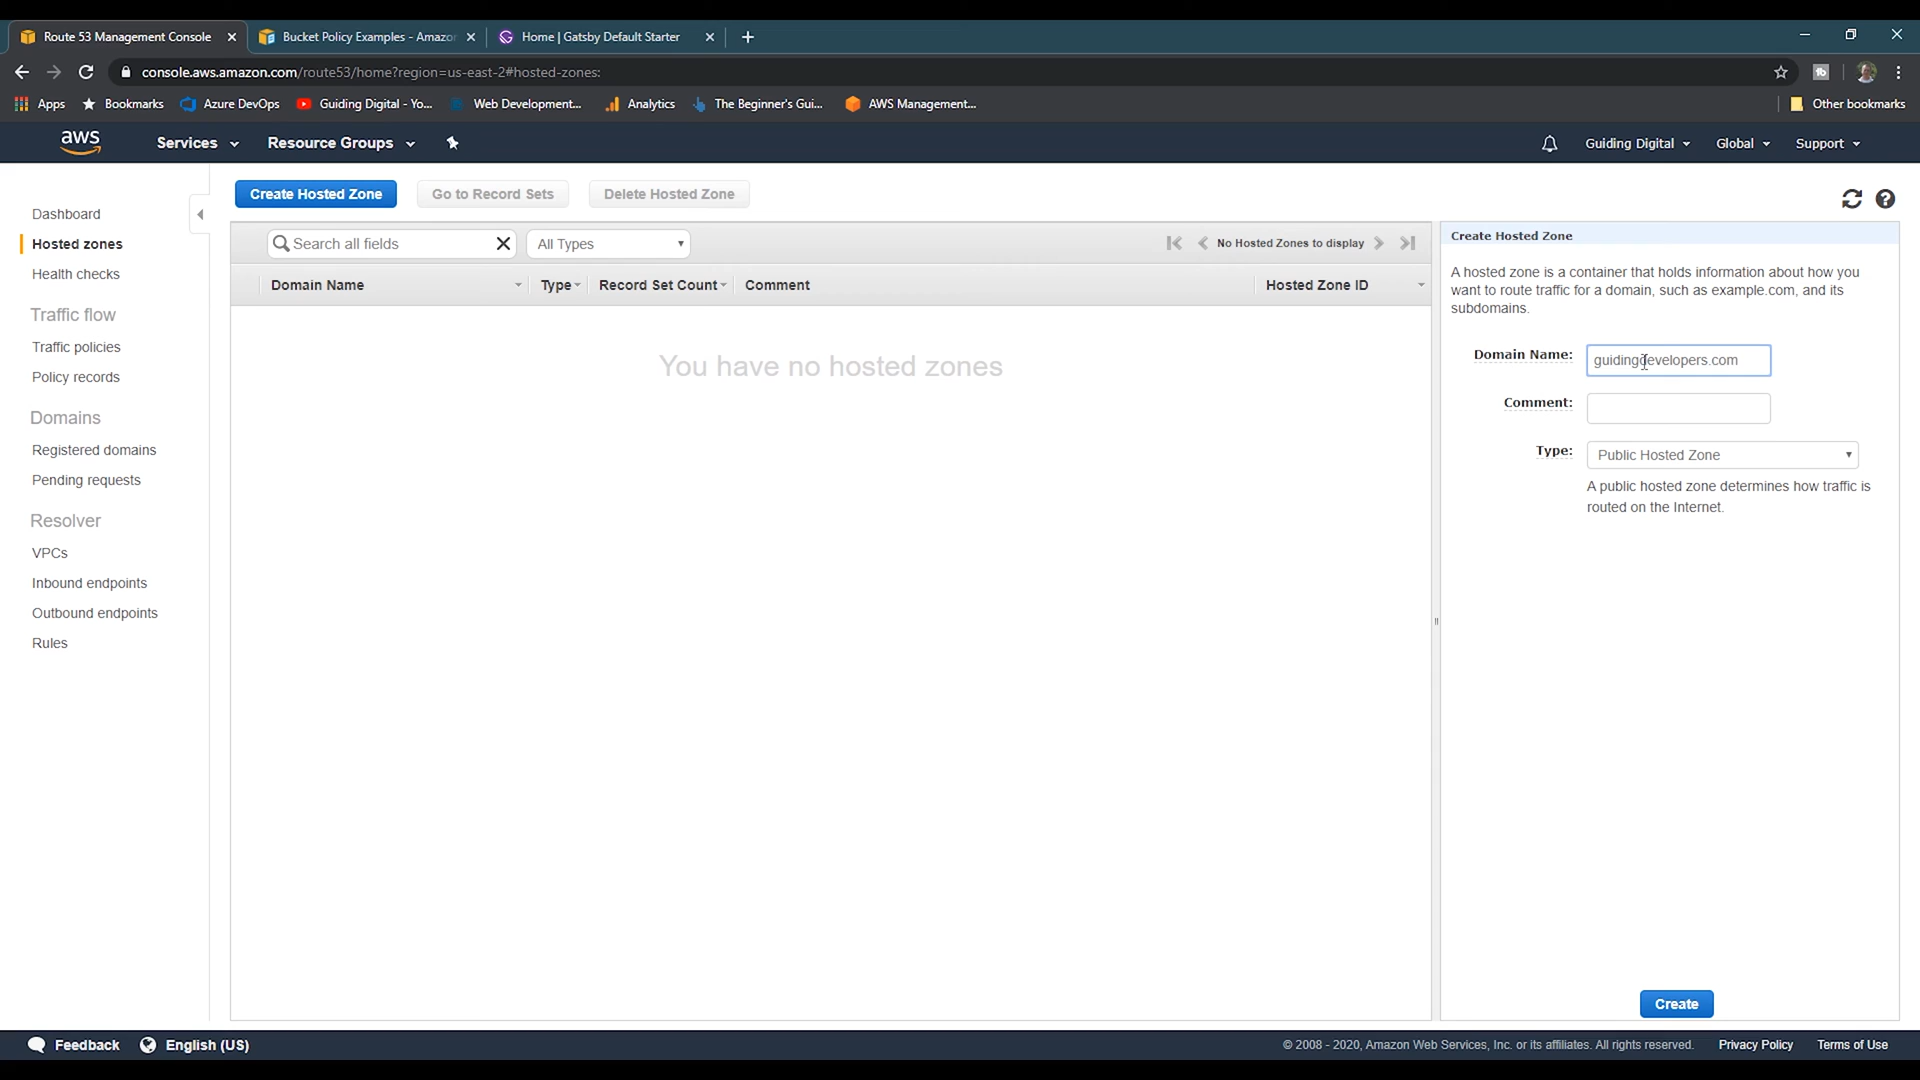 Route 53 Management Console
Bucket Policy Examples - Amazo
Home | Gatsby Default Starter
console.aws.amazon.com/route53/home?region=us-east-2#hosted-zones:
Apps
Bookmarks
Azure DevOps
Guiding Digital - Yo...
Web Development...
Analytics
The Beginner's Gui...
AWS Management...
Other bookmarks
aws
Services
Resource Groups
Guiding Digital
Global
Support
Dashboard
Hosted zones
Health checks
Traffic flow
Traffic policies
Policy records
Domains
Registered domains
Pending requests
Resolver
VPCs
Inbound endpoints
Outbound endpoints
Rules
Create Hosted Zone
Go to Record Sets
Delete Hosted Zone
Search all fields
All Types
No Hosted Zones to display
Domain Name
Type
Record Set Count
Comment
Hosted Zone ID
You have no hosted zones
Create Hosted Zone
A hosted zone is a container that holds information about how you
want to route traffic for a domain, such as example.com, and its
subdomains.
Domain Name:
guidingdevelopers.com
Comment:
Type:
Public Hosted Zone
A public hosted zone determines how traffic is
routed on the Internet.
Create
Feedback
English (US)
© 2008 - 2020, Amazon Web Services, Inc. or its affiliates. All rights reserved.
Privacy Policy
Terms of Use